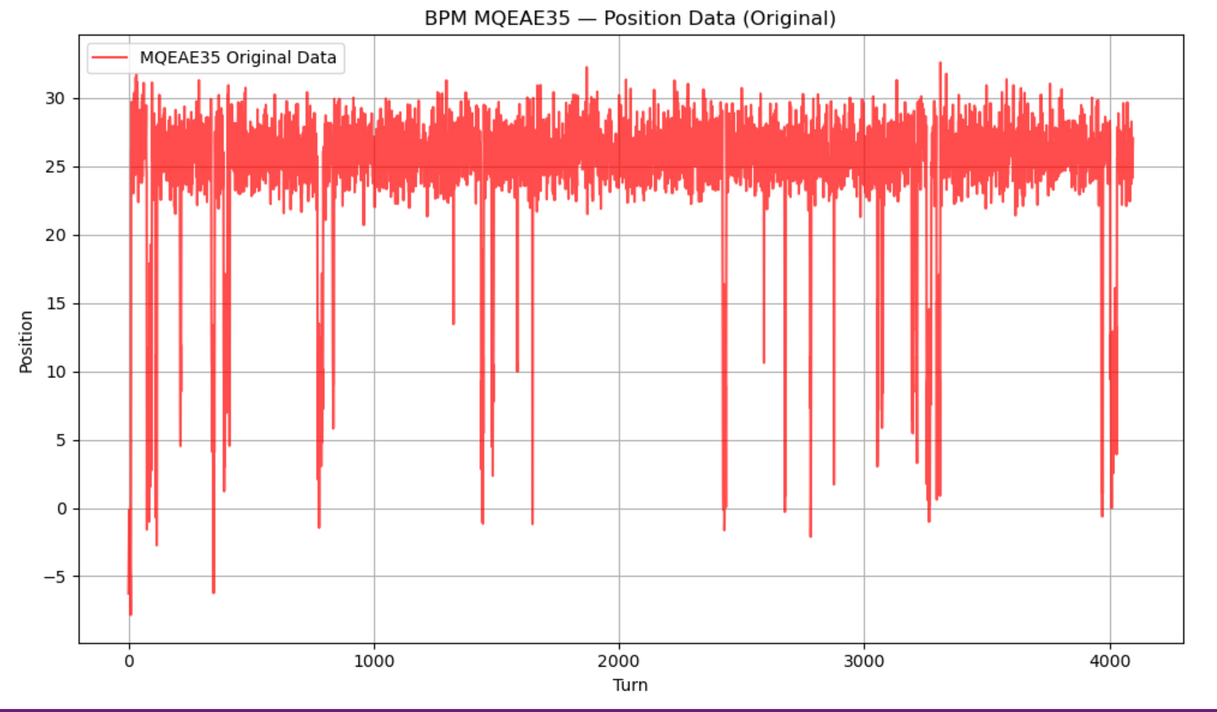 BPM MQEAE35 — Position Data (Original)
MQEAE35 Original Data
30
25
20
15
10
5
0
−5
Position
0 1000 2000 3000 4000
Turn